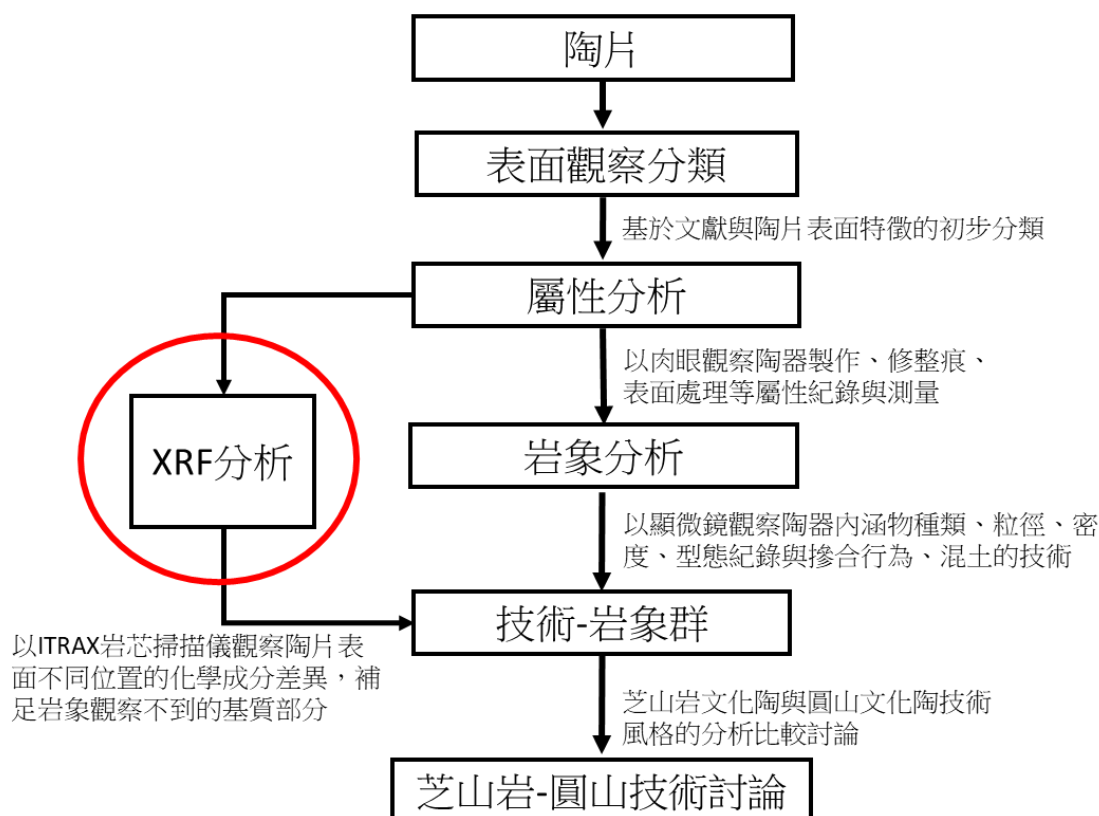 陶片
表面觀察分類
基於文獻與陶片表面特徵的初步分類
屬性分析
以肉眼觀察陶器製作、修整痕、
表面處理等屬性紀錄與測量
XRF分析
岩象分析
以顯微鏡觀察陶器內涵物種類、粒徑、密
度、型態紀錄與摻合行為、混土的技術
技術-岩象群
以ITRAX岩芯掃描儀觀察陶片表
面不同位置的化學成分差異，補
足岩象觀察不到的基質部分
芝山岩文化陶與圓山文化陶技術
風格的分析比較討論
芝山岩-圓山技術討論